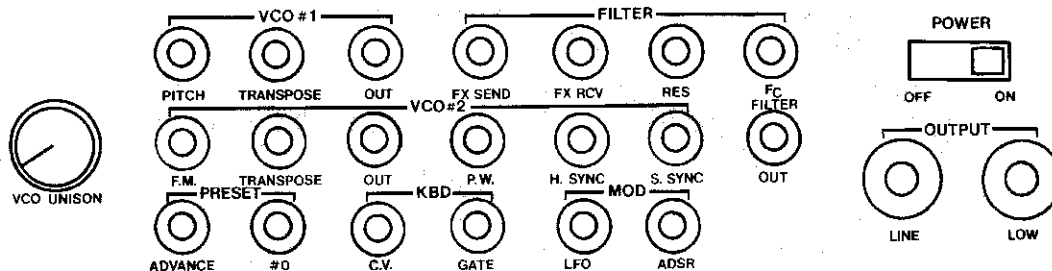 VCO #1 FILTER POWER
PITCH TRANSPOSE OUT FX SEND FX RCV RES FC
OFF ON
VCO#2 FILTER
OUTPUT
F.M. TRANSPOSE OUT P.W. H. SYNC S. SYNC OUT
PRESET KBD MOD
VCO UNISON
LINE LOW
ADVANCE #0 C.V. GATE LFO ADSR